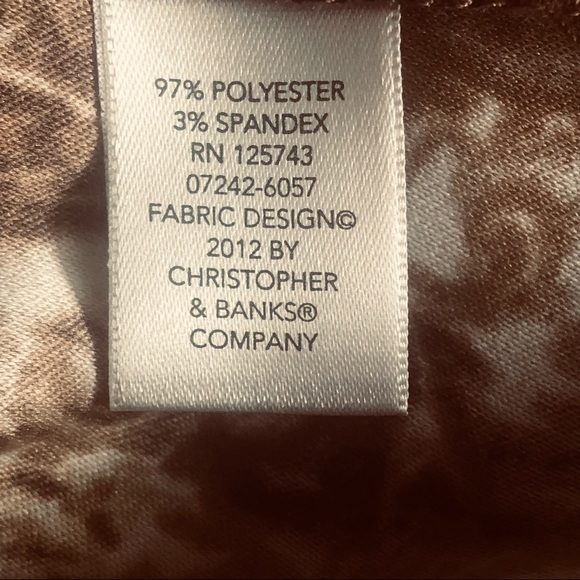 97% POLYESTER
3% SPANDEX
RN 125743
07242-6057
FABRIC DESIGN©
2012 BY
CHRISTOPHER
& BANKS®
COMPANY